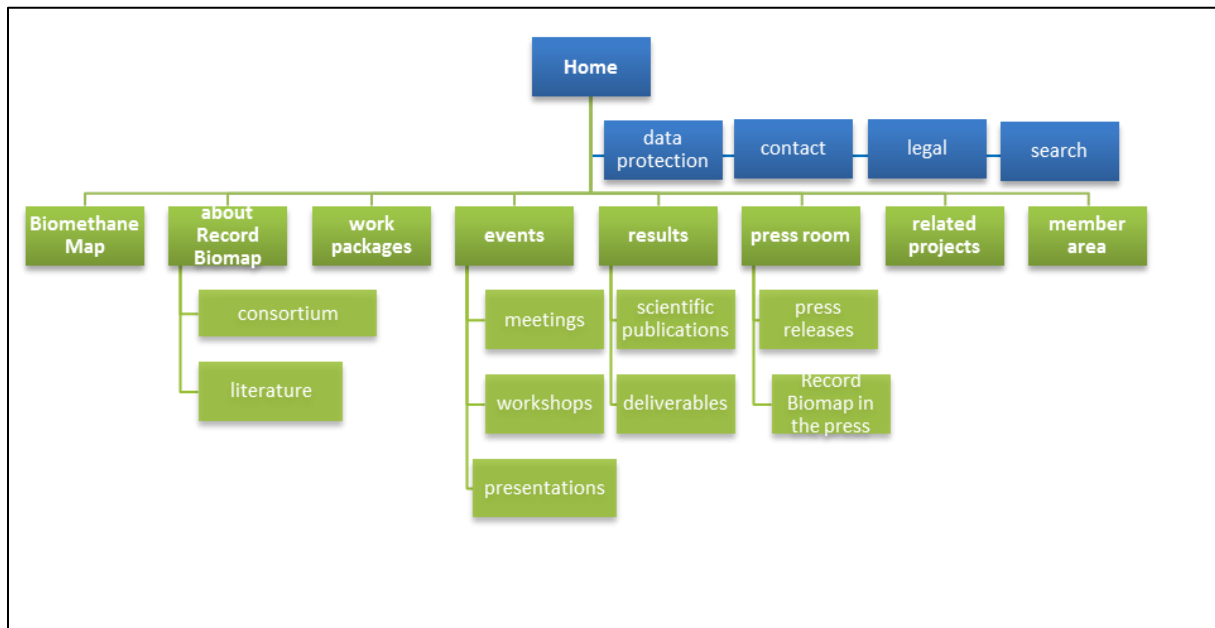 Home
data
protection
contact
legal
search
Biomethane
Map
about
Record
Biomap
work
packages
events
results
press room
related
projects
member
area
consortium
literature
meetings
workshops
presentations
scientific
publications
deliverables
press
releases
Record
Biomap in
the press